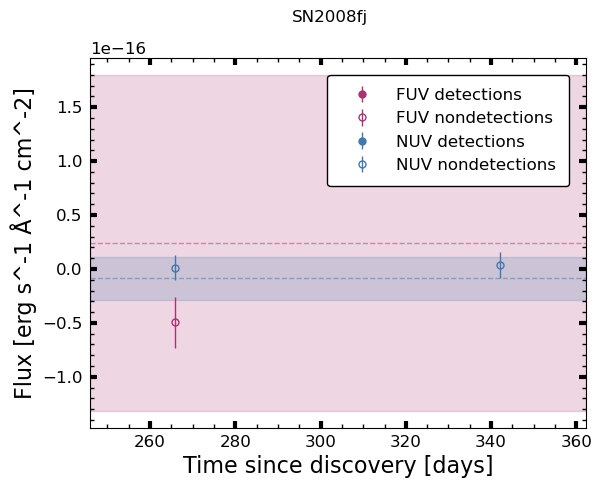 SN2008fj
1e−16
FUV detections
FUV nondetections
NUV detections
NUV nondetections
1.5
1.0
0.5
0.0
−0.5
−1.0
Flux [erg s^-1 Å^-1 cm^-2]
260 280 300 320 340 360
Time since discovery [days]